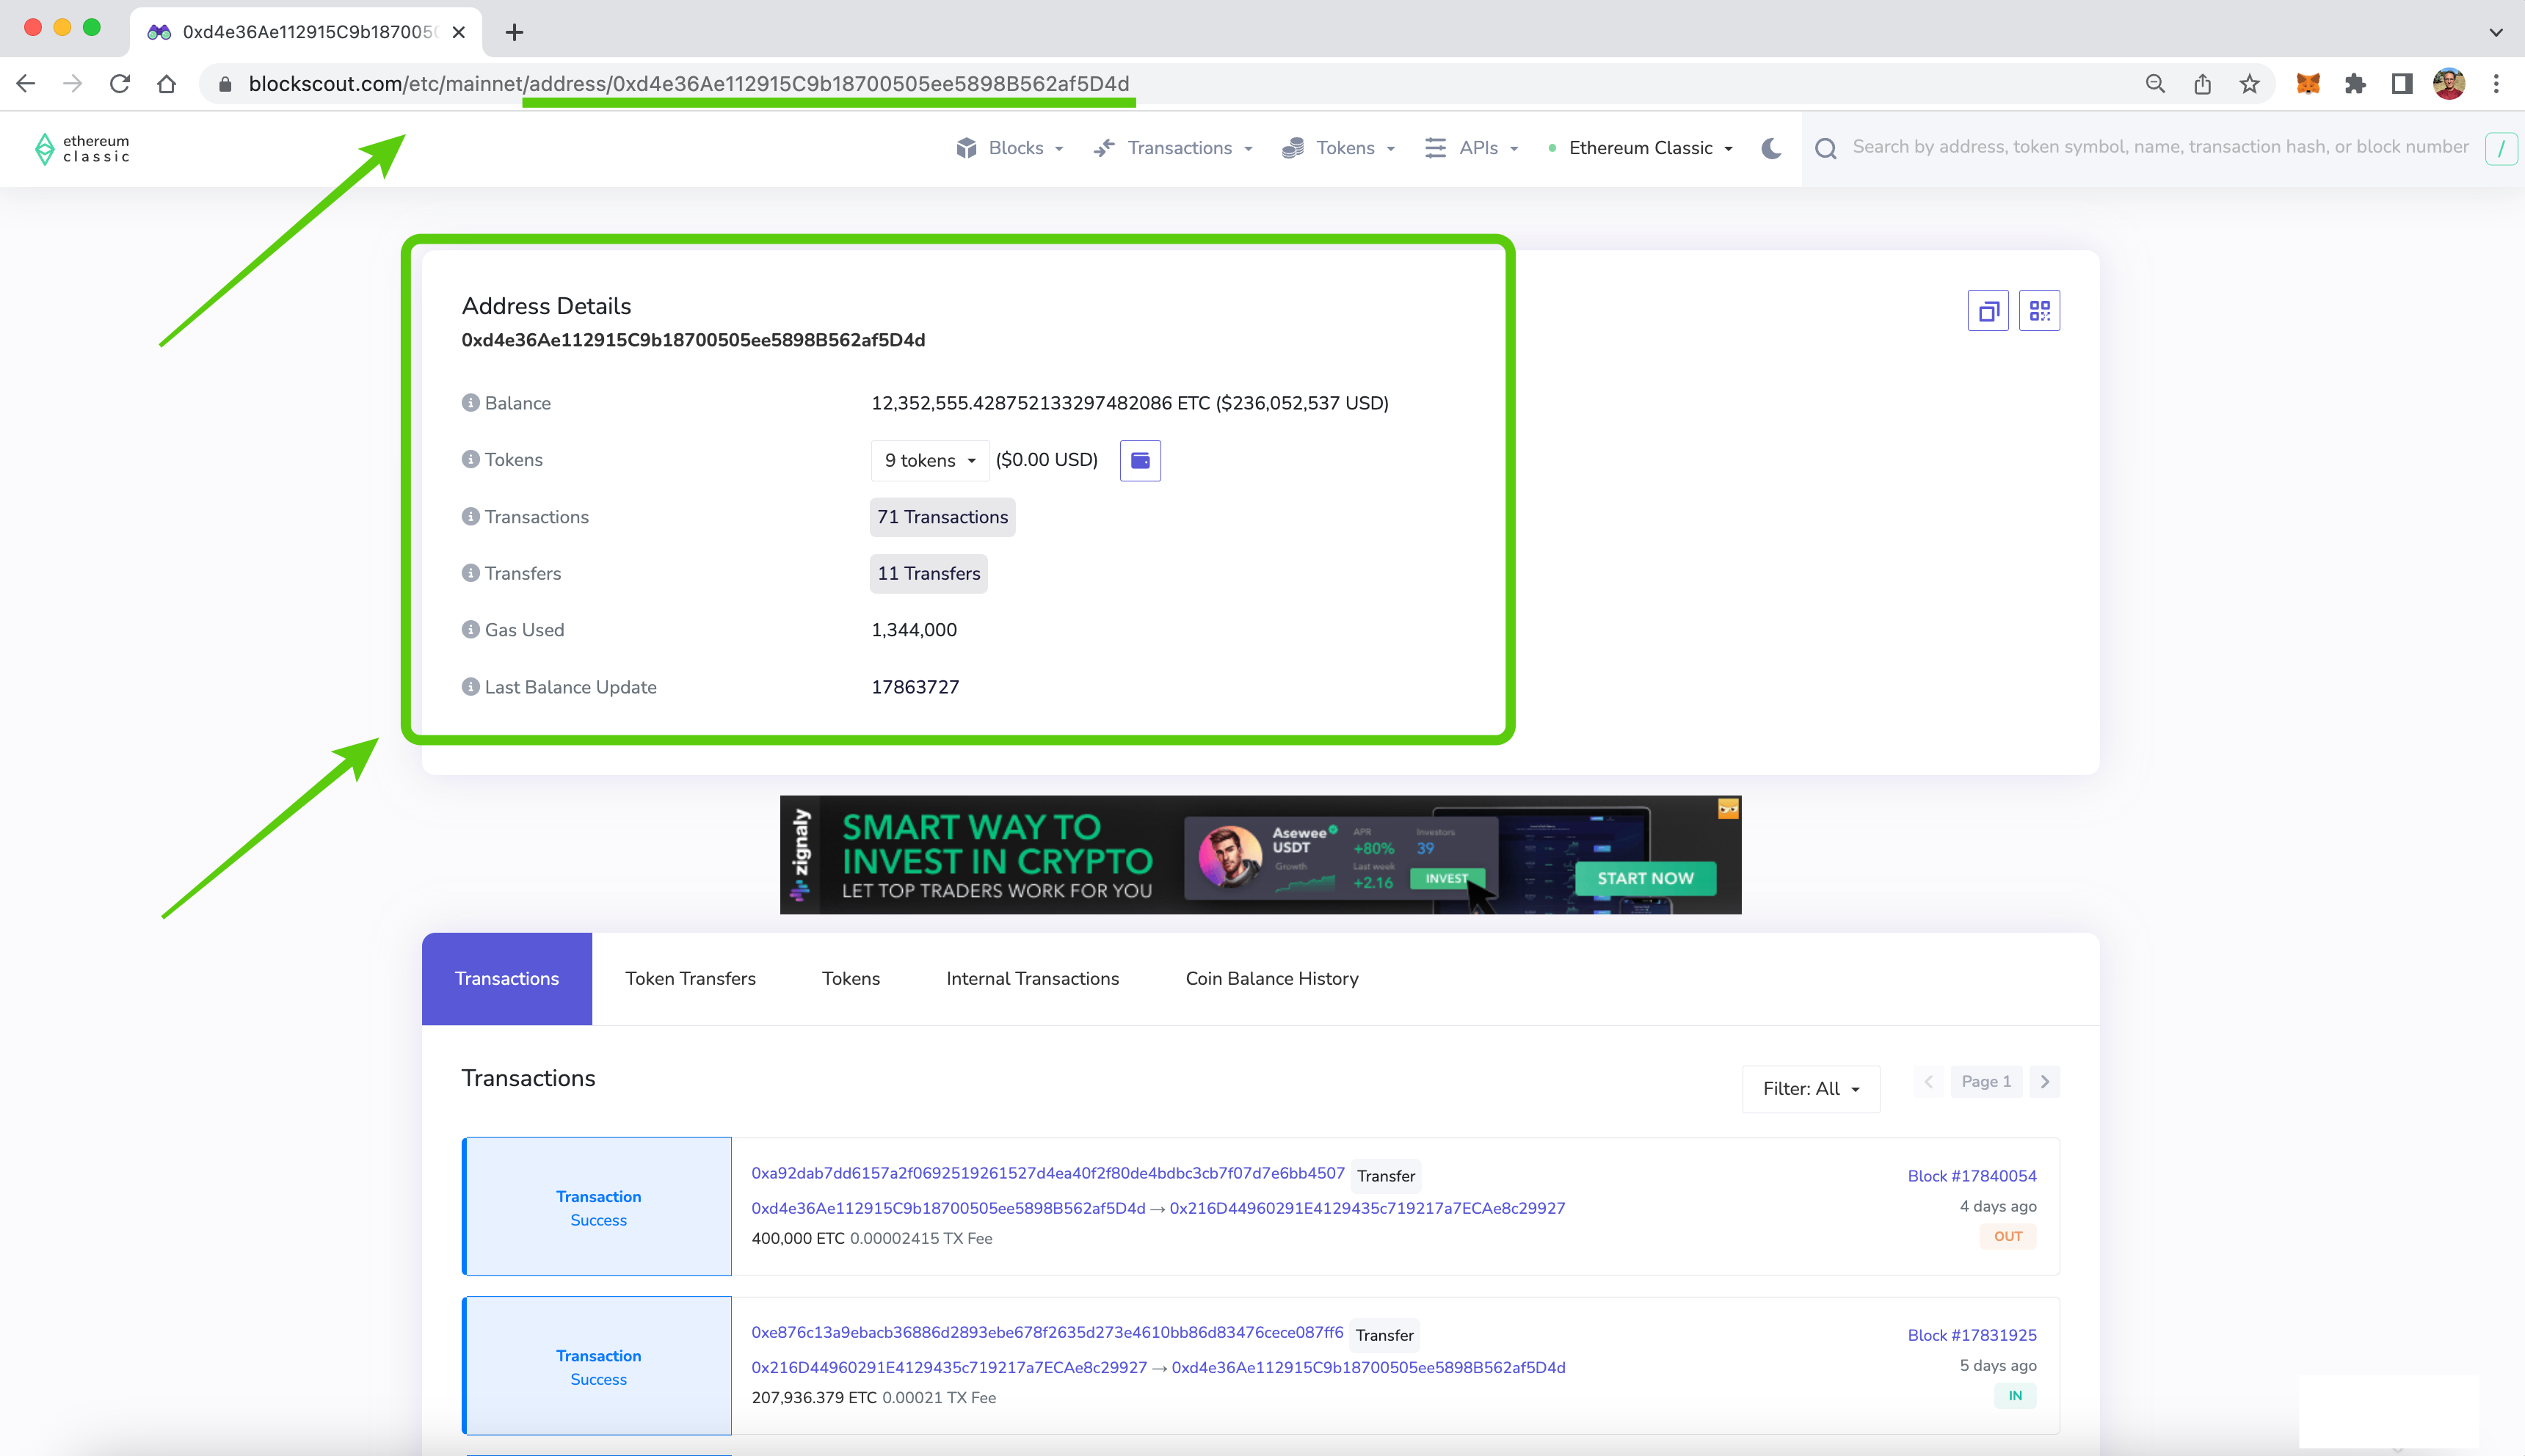 0xd4e36Ae112915C9b187005
blockscout.com/etc/mainnet/address/0xd4e36Ae112915C9b18700505ee5898B562af5D4d
ethereum
classic
Blocks
Transactions
Tokens
APIs
Ethereum Classic
Search by address, token symbol, name, transaction hash, or block number
/
Address Details
0xd4e36Ae112915C9b18700505ee5898B562af5D4d
Balance 12,352,555.428752133297482086 ETC ($236,052,537 USD)
Tokens 9 tokens ($0.00 USD)
Transactions 71 Transactions
Transfers 11 Transfers
Gas Used 1,344,000
Last Balance Update 17863727
zignaly
SMART WAY TO
INVEST IN CRYPTO
LET TOP TRADERS WORK FOR YOU
Asewee
USDT
APR
+80%
Investors
39
Growth
Last week
+2.16
INVEST
START NOW
Transactions
Token Transfers
Tokens
Internal Transactions
Coin Balance History
Transactions
Filter: All
Page 1
Transaction
Success
0xa92dab7dd6157a2f0692519261527d4ea40f2f80de4bdbc3cb7f07d7e6bb4507 Transfer
0xd4e36Ae112915C9b18700505ee5898B562af5D4d → 0x216D44960291E4129435c719217a7ECAe8c29927
400,000 ETC 0.00002415 TX Fee
Block #17840054
4 days ago
OUT
Transaction
Success
0xe876c13a9ebacb36886d2893ebe678f2635d273e4610bb86d83476cece087ff6 Transfer
0x216D44960291E4129435c719217a7ECAe8c29927 → 0xd4e36Ae112915C9b18700505ee5898B562af5D4d
207,936.379 ETC 0.00021 TX Fee
Block #17831925
5 days ago
IN